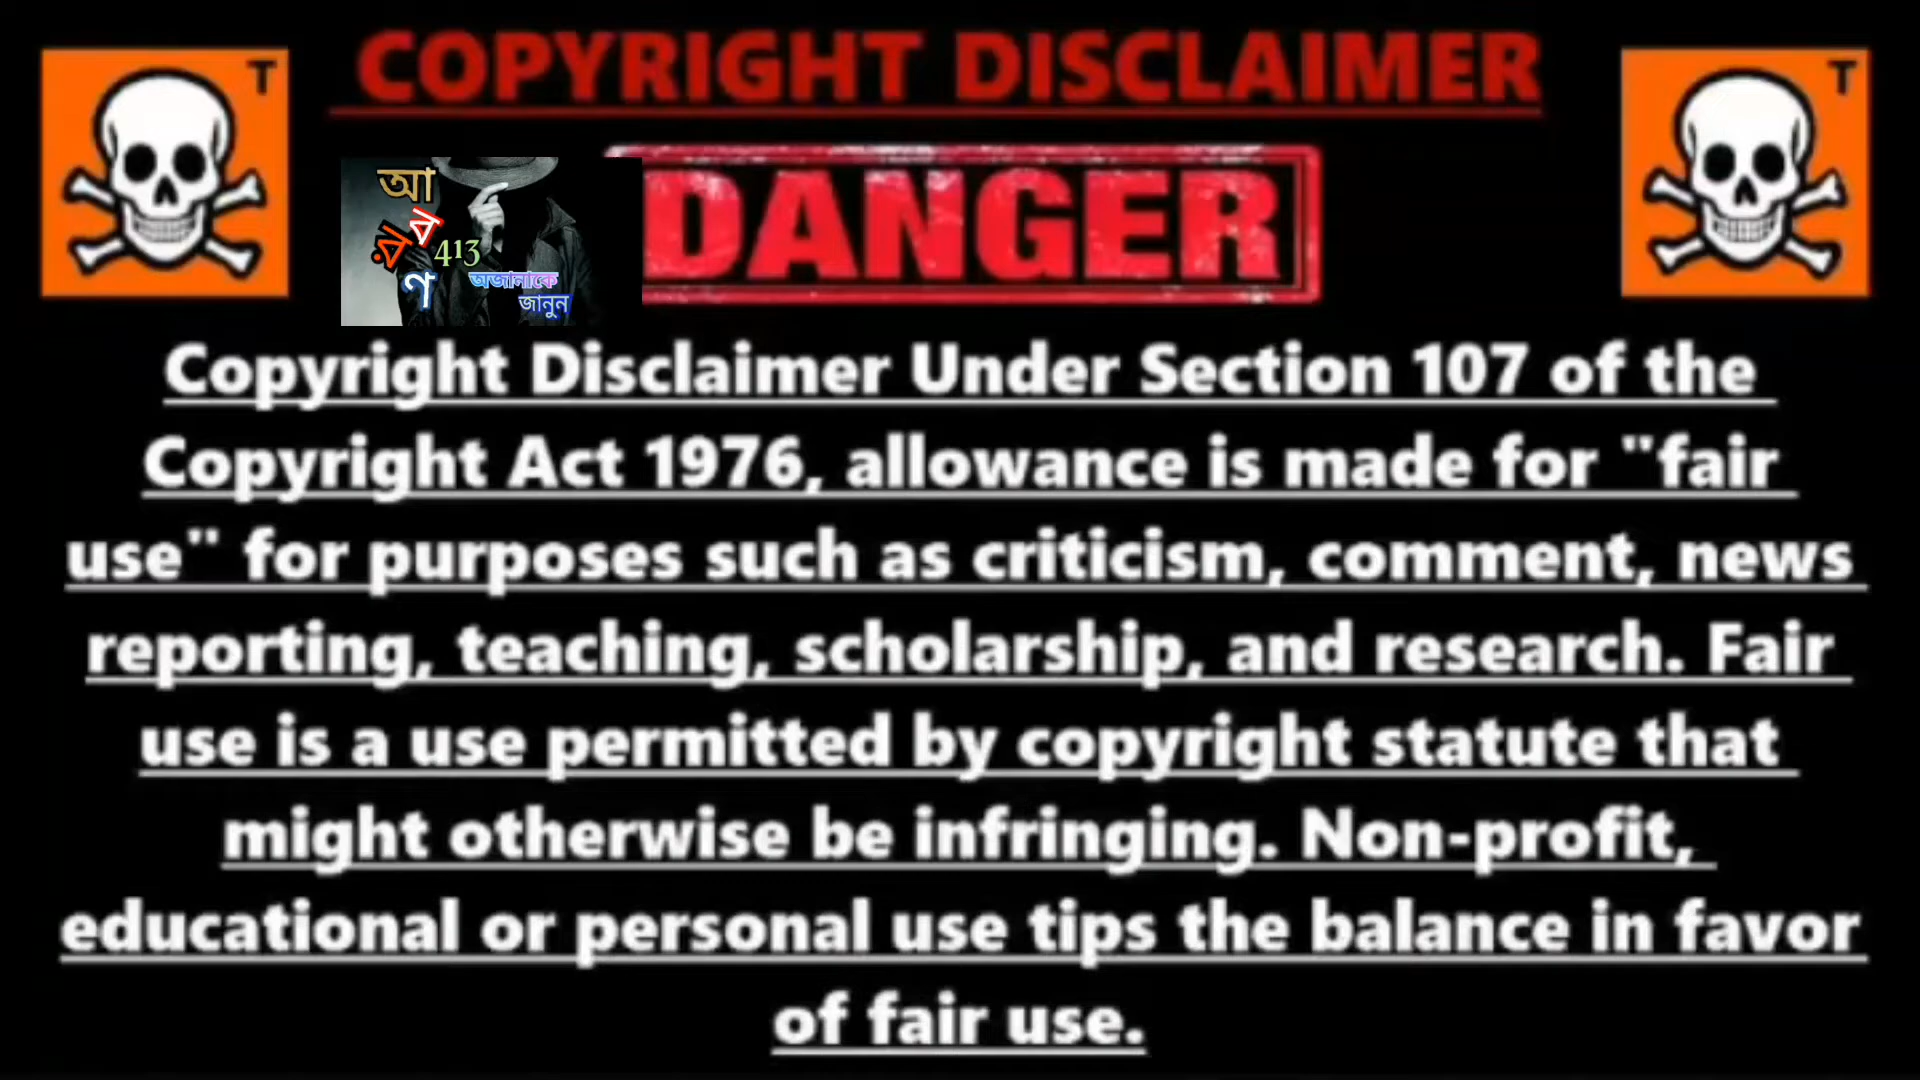 COPYRIGHT DISCLAIMER
T
T
DANGER
আ
ব
র
ণ
413
অজানাকে
জানুন
Copyright Disclaimer Under Section 107 of the
Copyright Act 1976, allowance is made for "fair
use" for purposes such as criticism, comment, news
reporting, teaching, scholarship, and research. Fair
use is a use permitted by copyright statute that
might otherwise be infringing. Non-profit,
educational or personal use tips the balance in favor
of fair use.